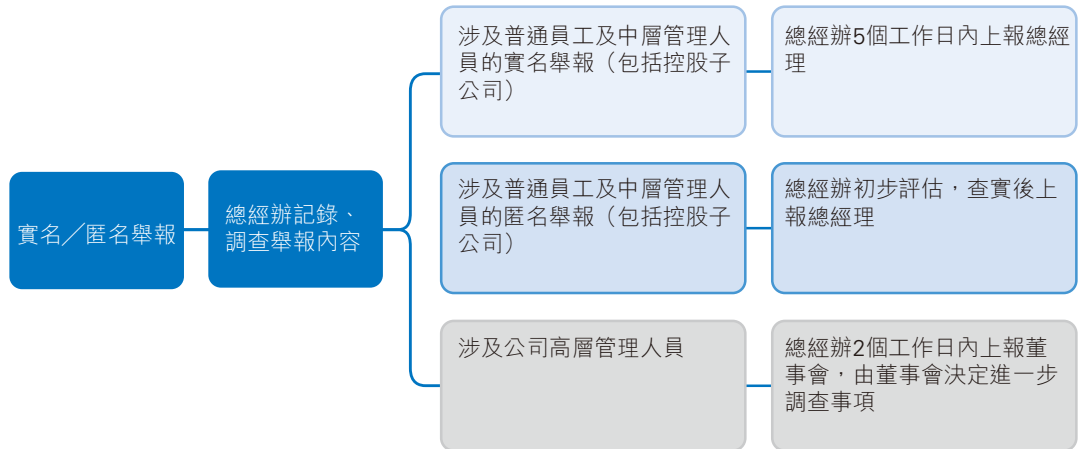 實名／匿名舉報
總經辦記錄、
調查舉報內容
涉及普通員工及中層管理人
員的實名舉報（包括控股子
公司）
總經辦5個工作日內上報總經
理
涉及普通員工及中層管理人
員的匿名舉報（包括控股子
公司）
總經辦初步評估，查實後上
報總經理
涉及公司高層管理人員
總經辦2個工作日內上報董
事會，由董事會決定進一步
調查事項